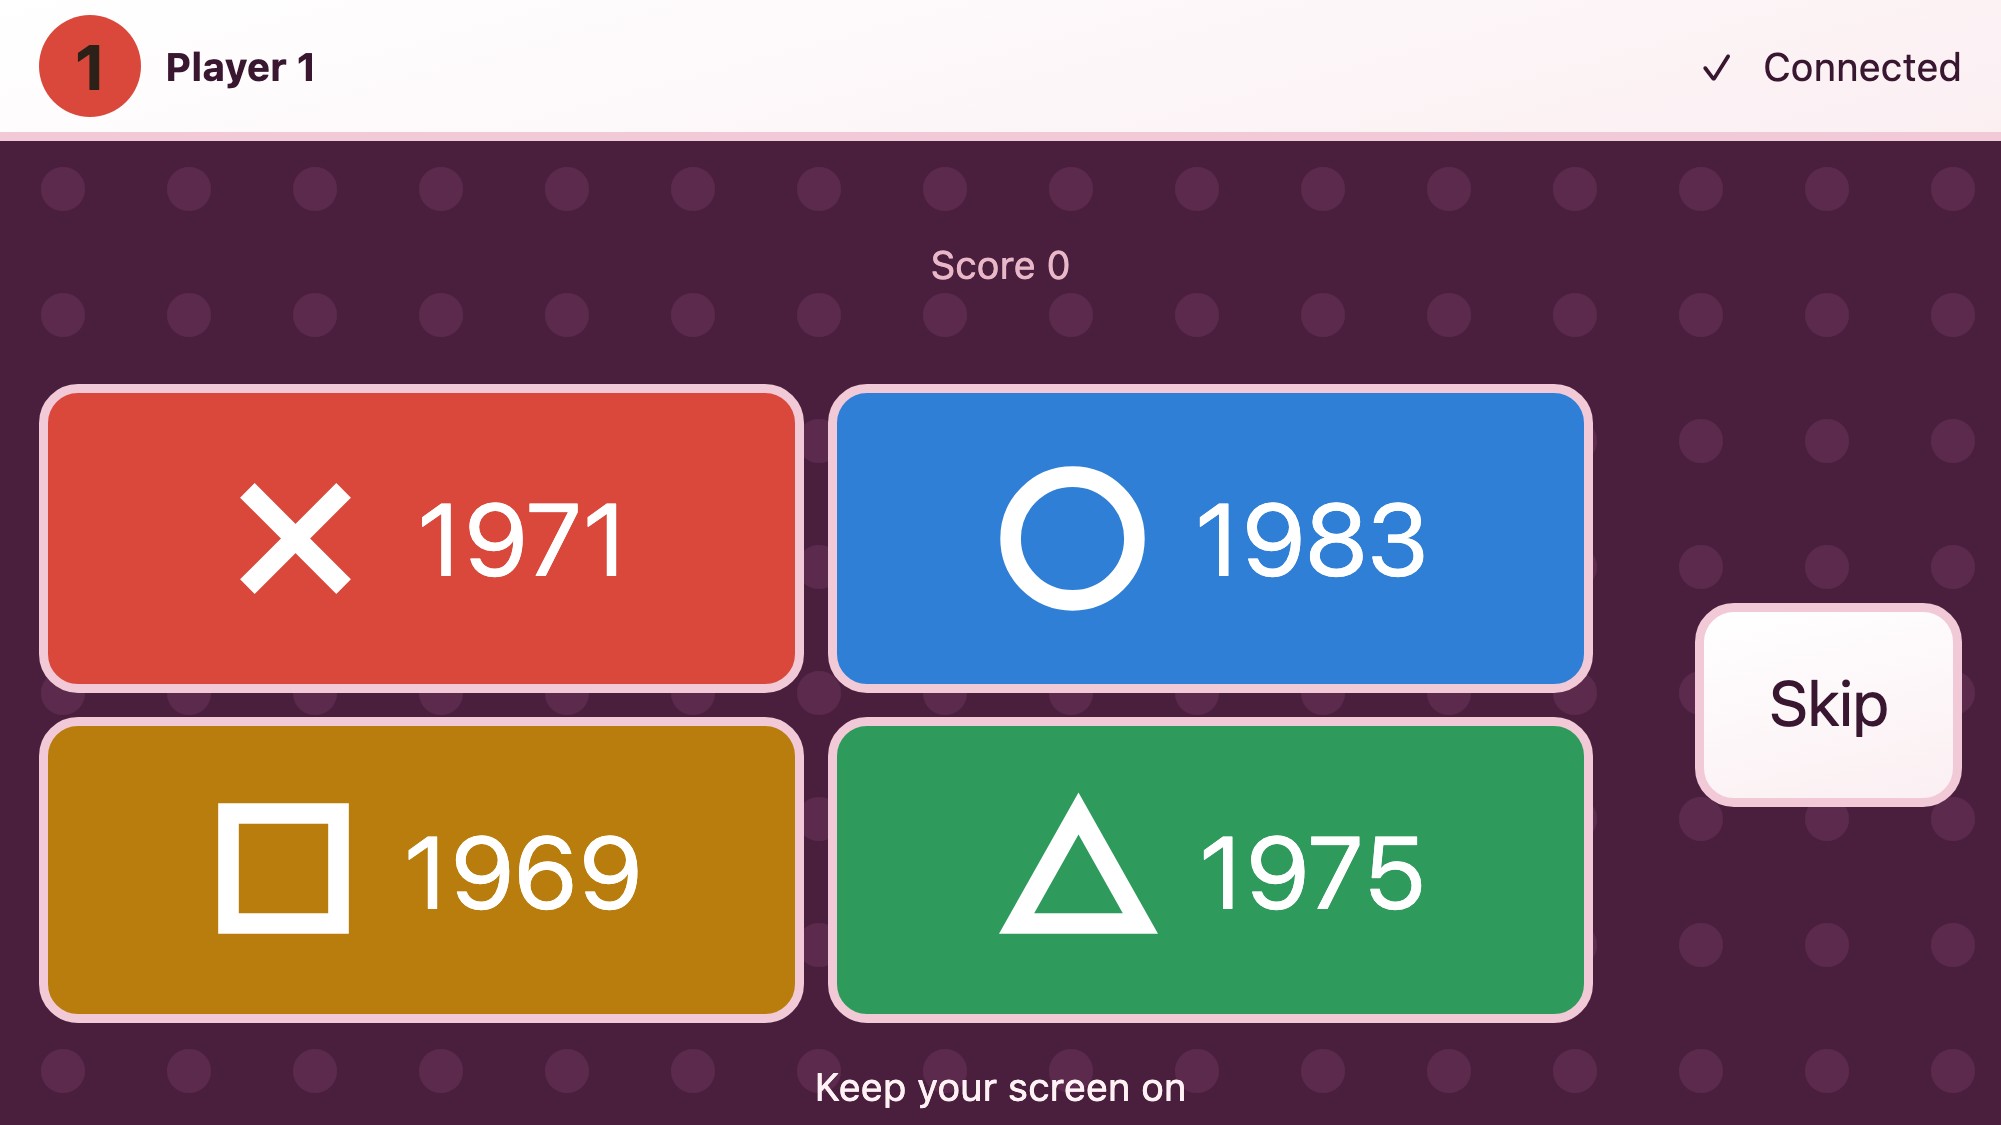 1 Player 1
✓ Connected
Score 0
1971
1983
1969
1975
Skip
Keep your screen on